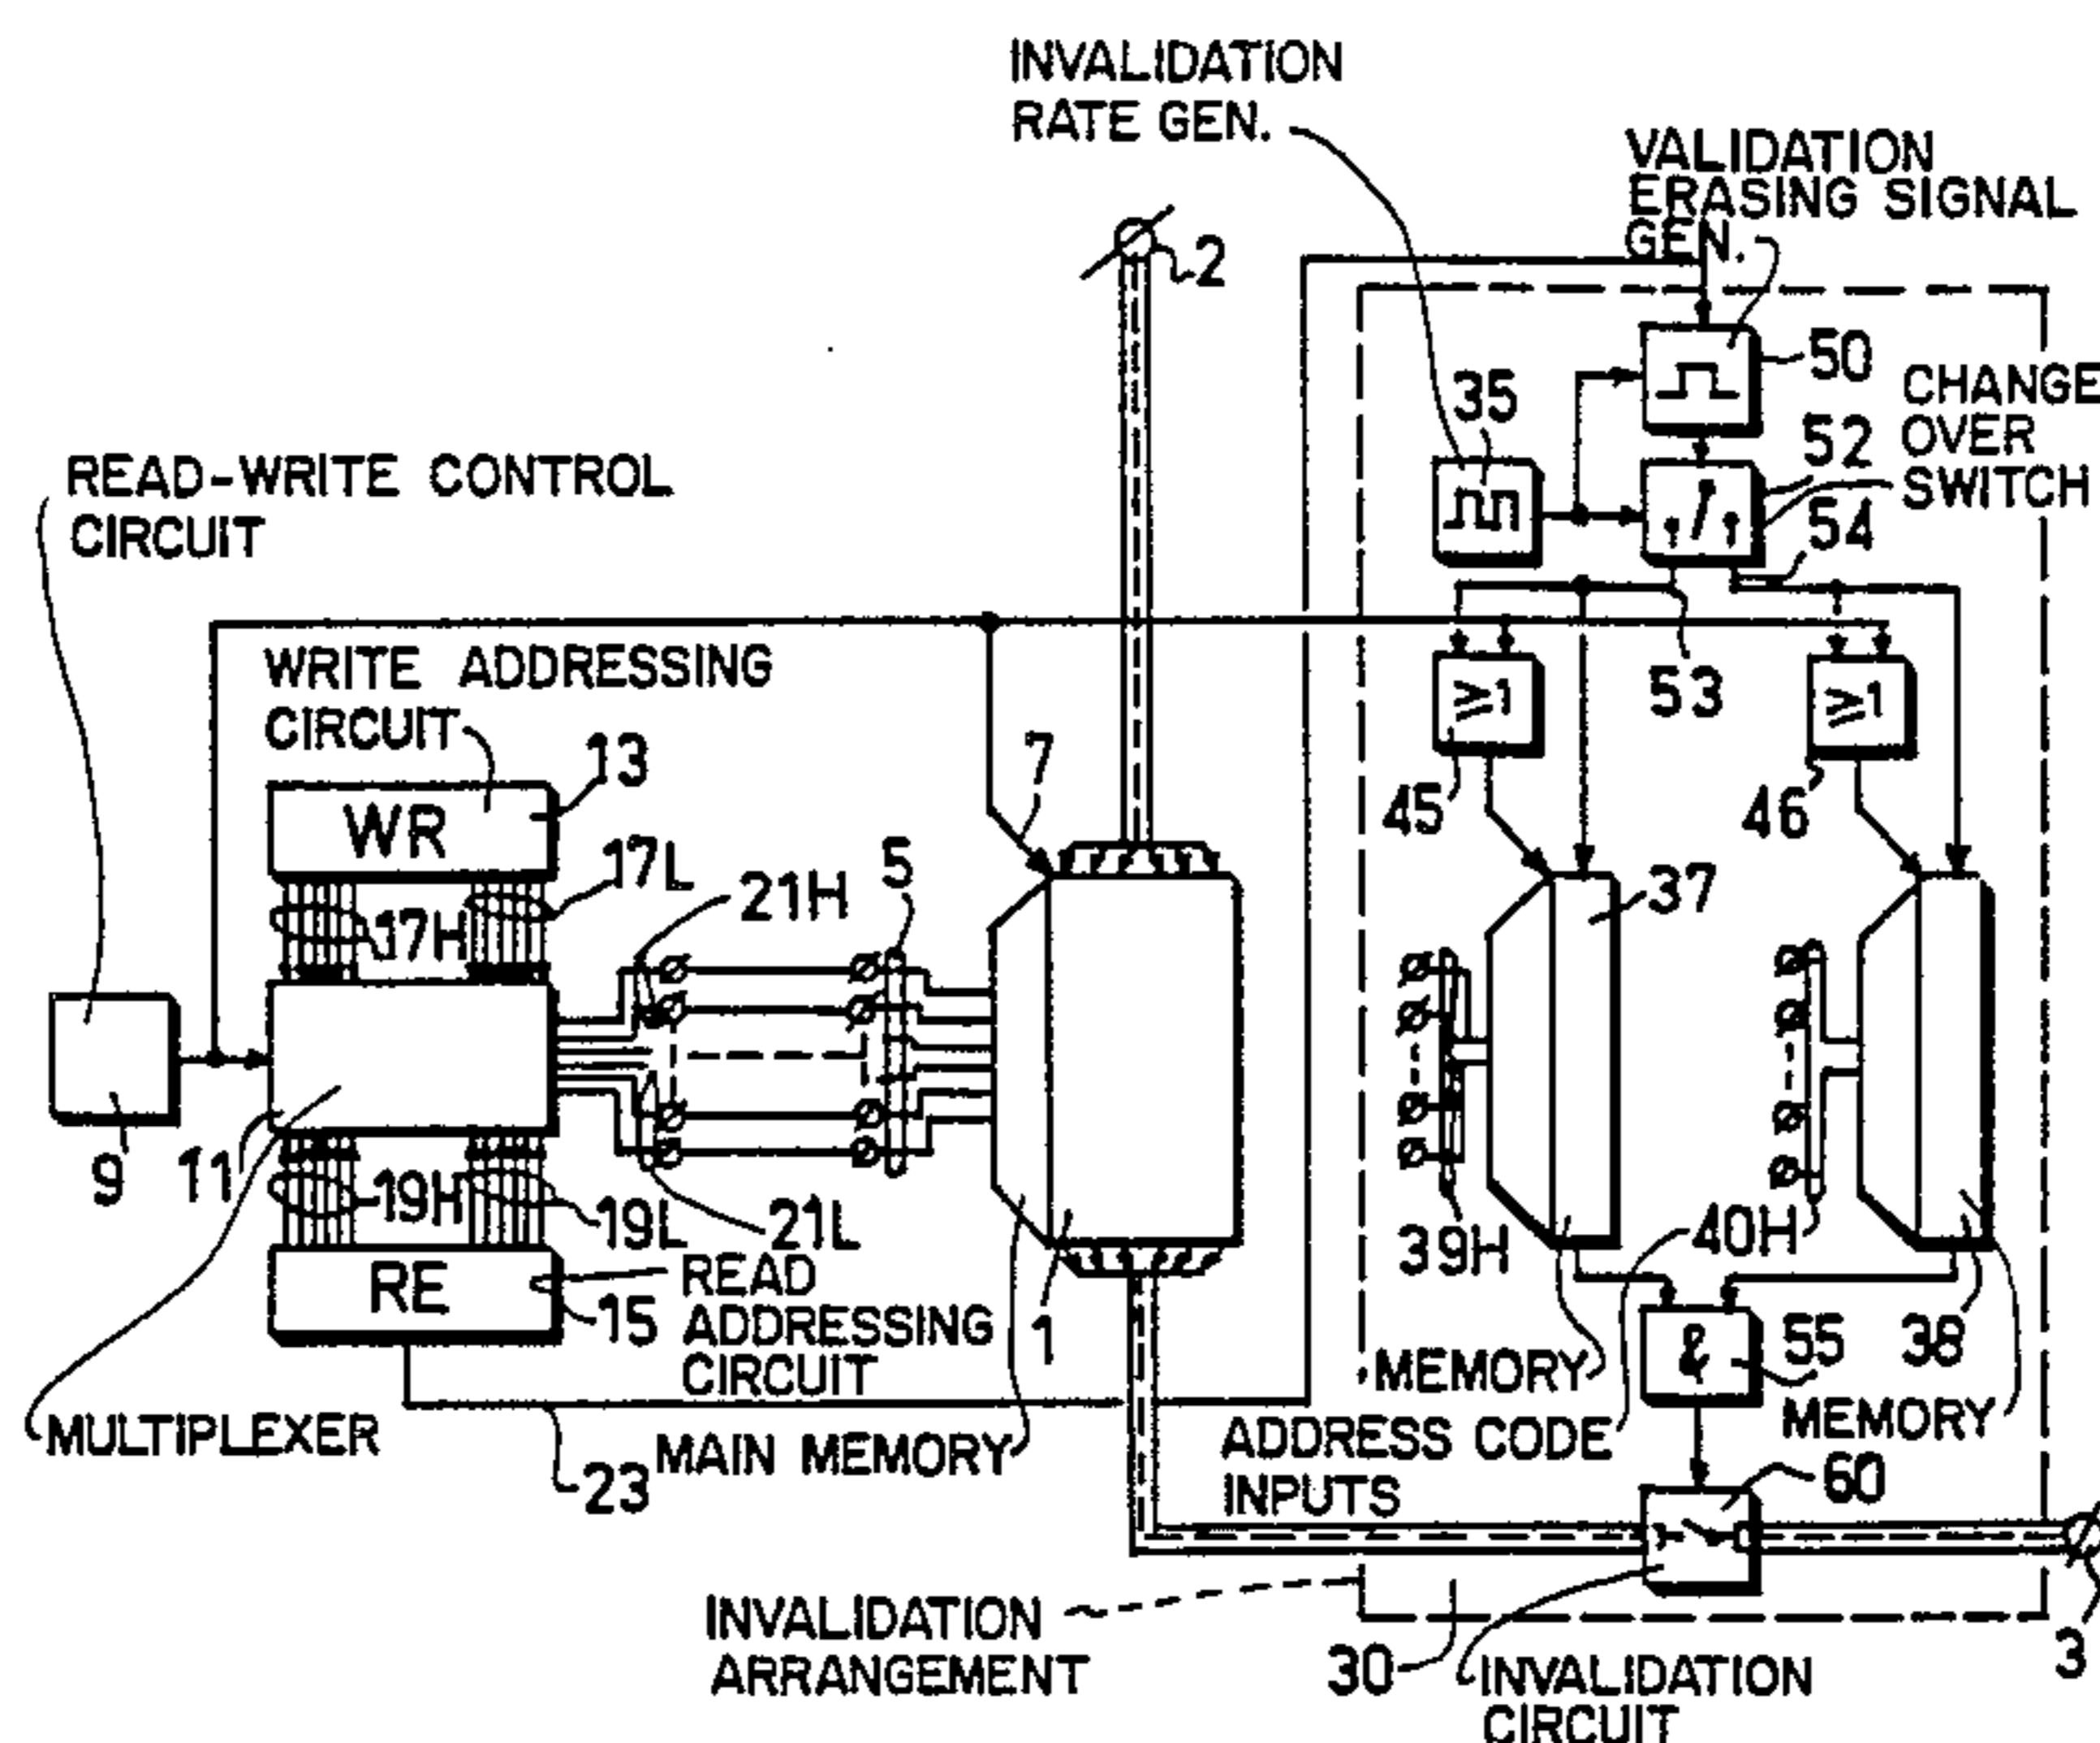 INVALIDATION
RATE GEN.
VALIDATION
ERASING SIGNAL
GEN.
2
50
CHANGE
OVER
SWITCH
35
52
54
READ-WRITE CONTROL
CIRCUIT
WRITE ADDRESSING
CIRCUIT
13
WR
7
≥1
53
≥1
45
46
17L
17H
21H
5
37
9
11
19H
19L
21L
39H
40H
RE
15
READ
ADDRESSING
CIRCUIT
1
MEMORY
&
55
38
MEMORY
MULTIPLEXER
23
MAIN MEMORY
ADDRESS CODE
INPUTS
60
INVALIDATION
ARRANGEMENT
30
INVALIDATION
CIRCUIT
3